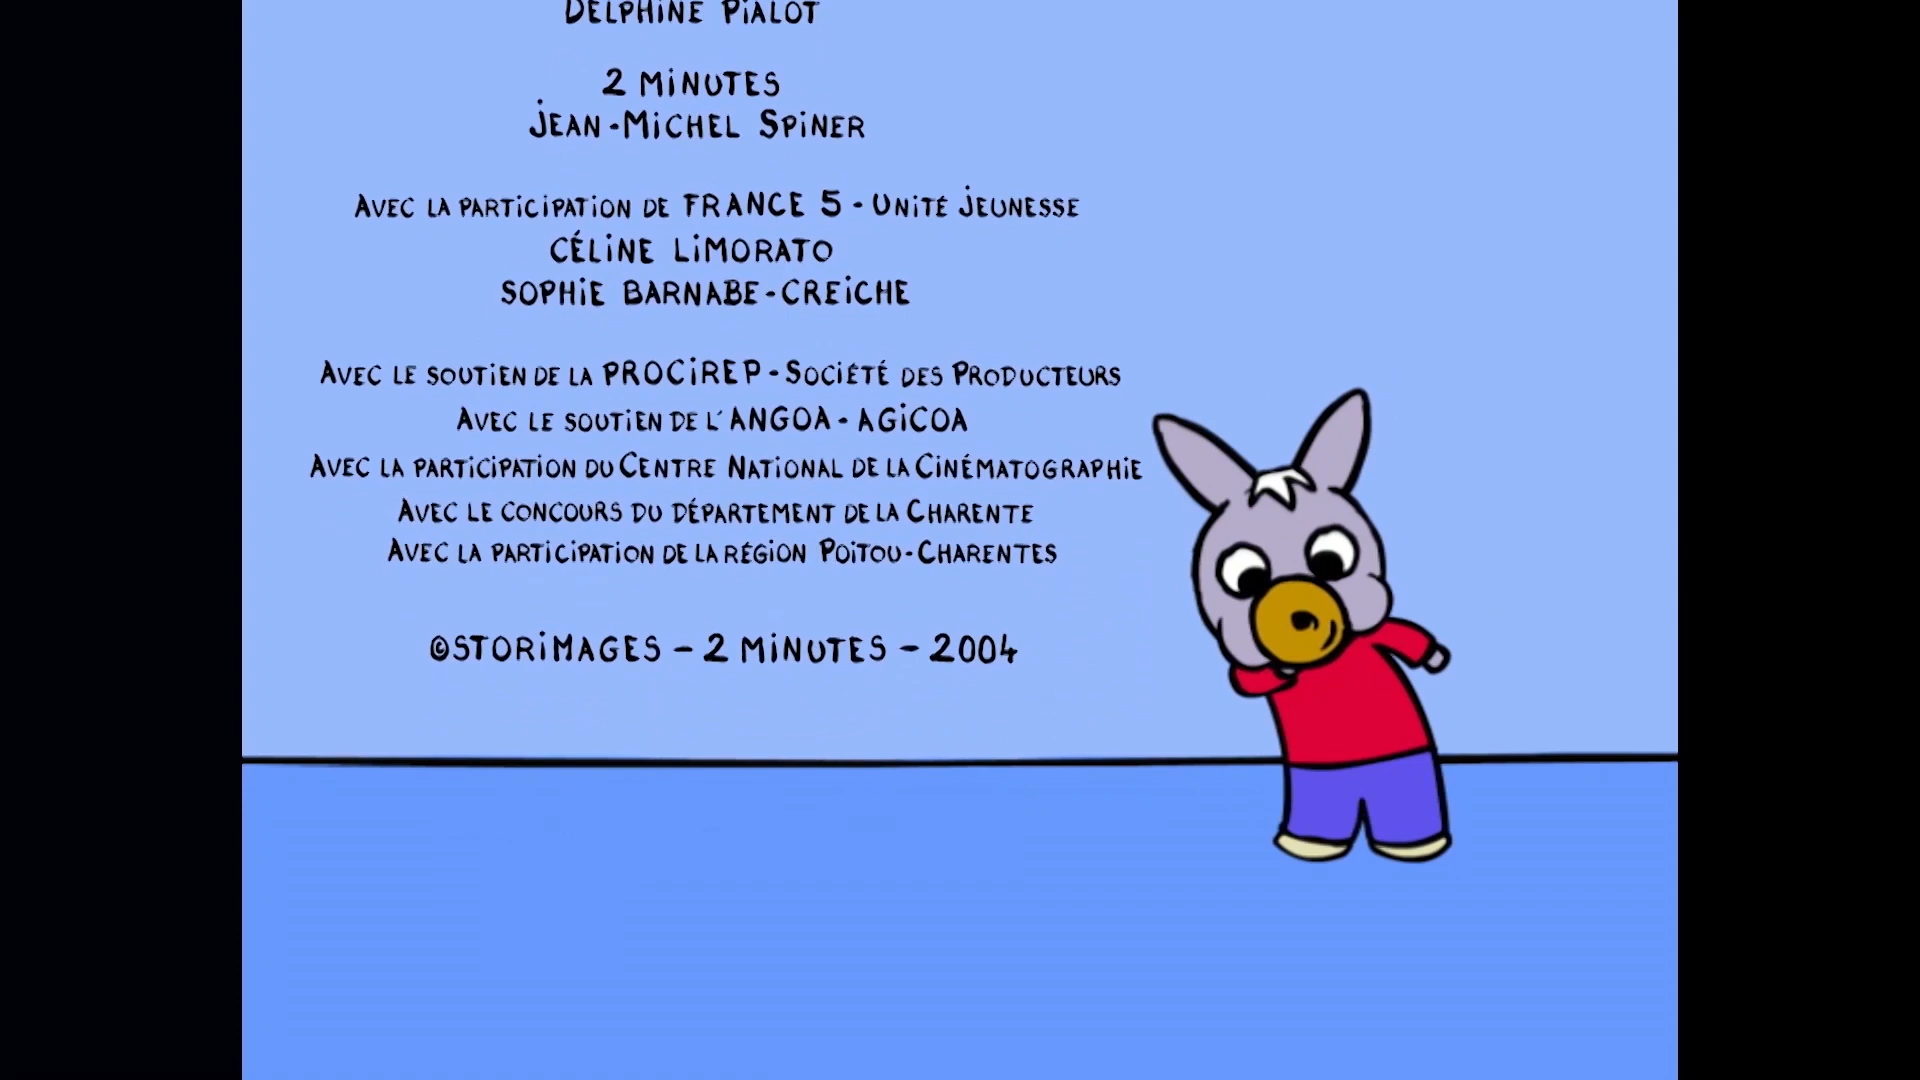 DELPHINE PIALOT
2 MINUTES
JEAN-MICHEL SPINER
AVEC LA PARTICIPATION DE FRANCE 5 - UNITÉ JEUNESSE
CÉLINE LIMORATO
SOPHIE BARNABE-CREICHE
AVEC LE SOUTIEN DE LA PROCIREP - SOCIÉTÉ DES PRODUCTEURS
AVEC LE SOUTIEN DE L'ANGOA - AGICOA
AVEC LA PARTICIPATION DU CENTRE NATIONAL DE LA CINÉMATOGRAPHIE
AVEC LE CONCOURS DU DÉPARTEMENT DE LA CHARENTE
AVEC LA PARTICIPATION DE LA RÉGION POITOU-CHARENTES
©STORIMAGES - 2 MINUTES - 2004